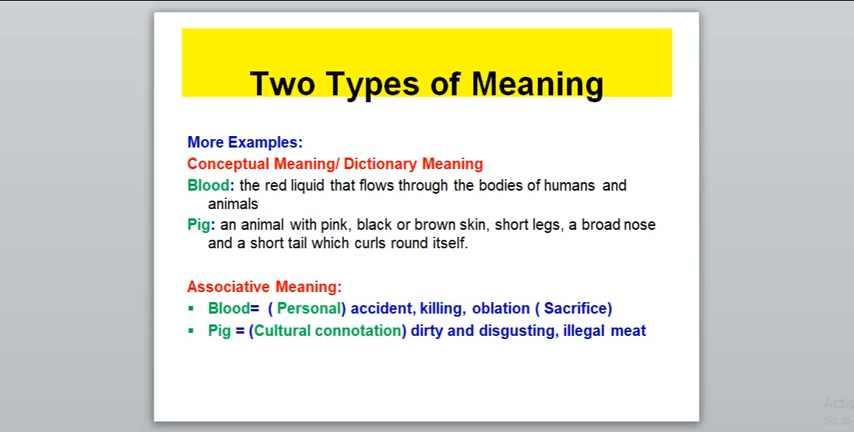 Two Types of Meaning
More Examples:
Conceptual Meaning/ Dictionary Meaning
Blood: the red liquid that flows through the bodies of humans and
animals
Pig: an animal with pink, black or brown skin, short legs, a broad nose
and a short tail which curls round itself.
Associative Meaning:
▪ Blood= ( Personal) accident, killing, oblation ( Sacrifice)
▪ Pig = (Cultural connotation) dirty and disgusting, illegal meat
Go to